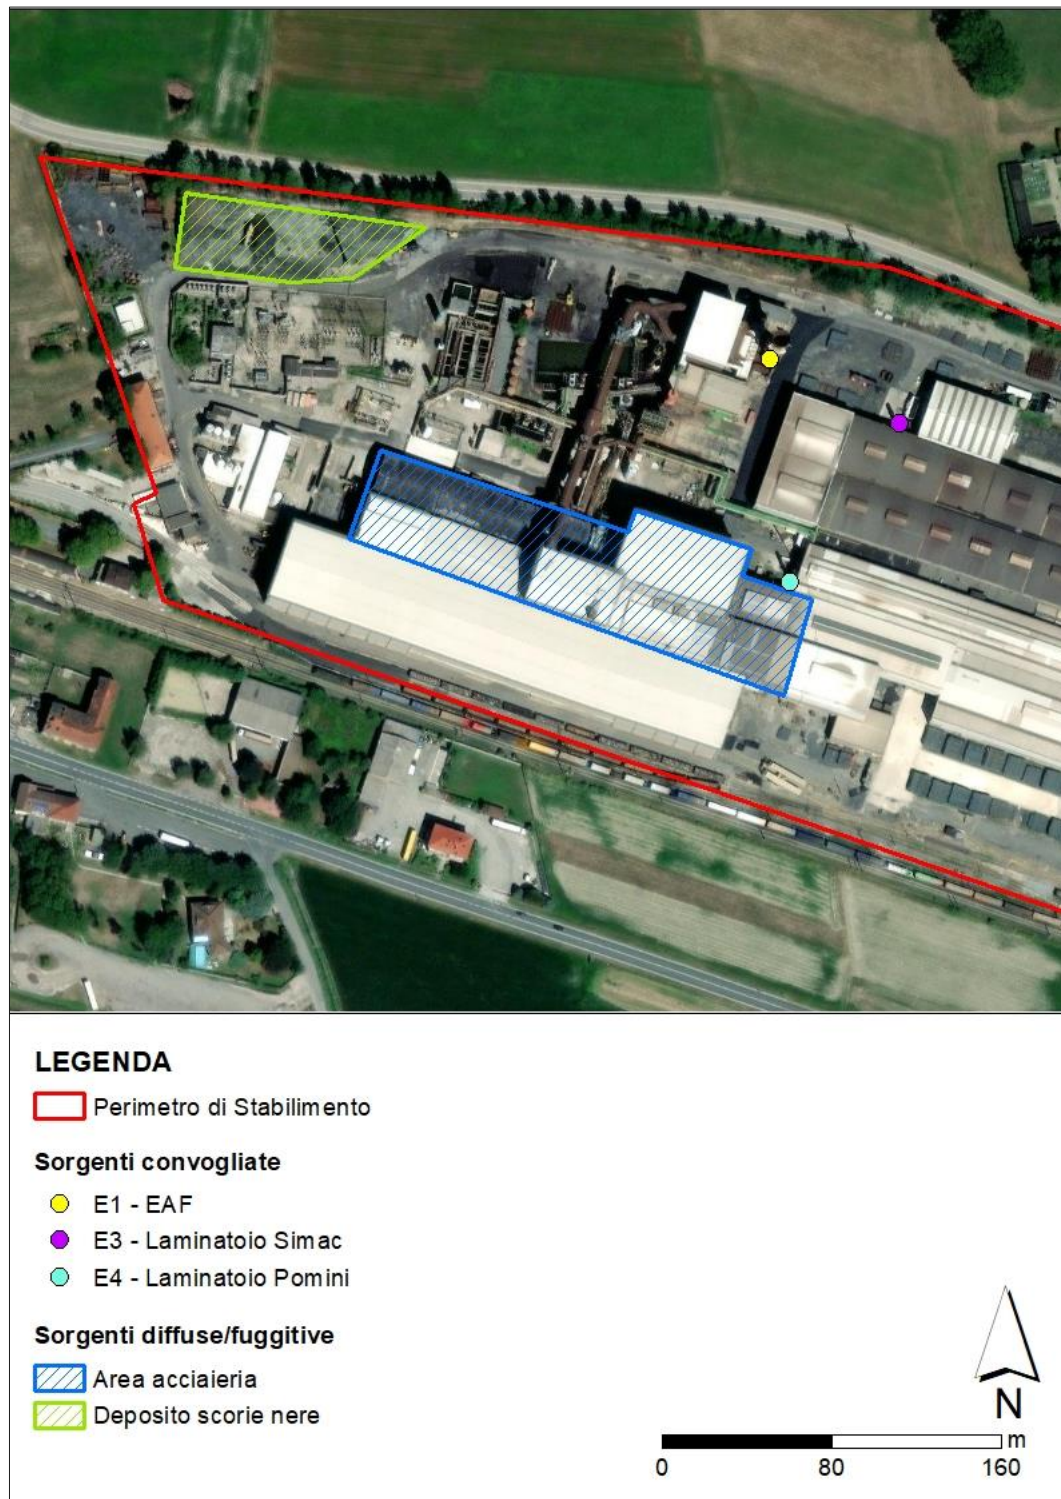 LEGENDA
Perimetro di Stabilimento
Sorgenti convogliate
E1 - EAF
E3 - Laminatoio Simac
E4 - Laminatoio Pomini
Sorgenti diffuse/fuggitive
Area acciaieria
Deposito scorie nere
N
m
0 80 160